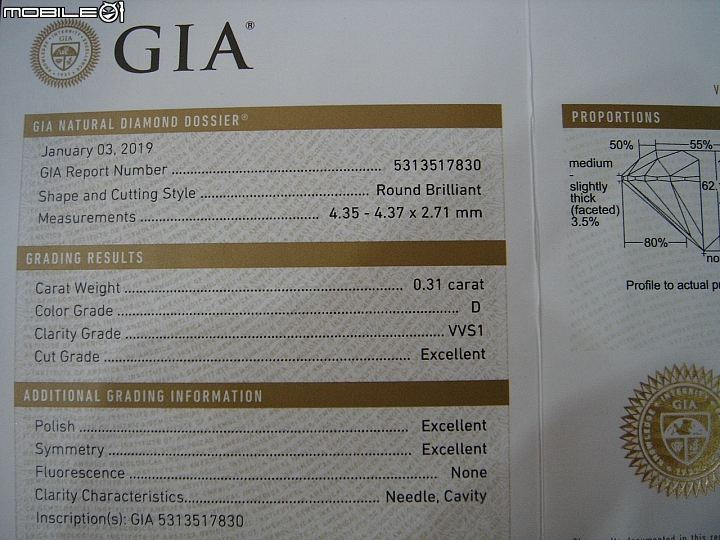 MOBILE01
GIA®
GIA NATURAL DIAMOND DOSSIER®
January 03, 2019
GIA Report Number 5313517830
Shape and Cutting Style Round Brilliant
Measurements 4.35 - 4.37 x 2.71 mm
GRADING RESULTS
Carat Weight 0.31 carat
Color Grade D
Clarity Grade VVS1
Cut Grade Excellent
ADDITIONAL GRADING INFORMATION
Polish Excellent
Symmetry Excellent
Fluorescence None
Clarity Characteristics Needle, Cavity
Inscription(s): GIA 5313517830
PROPORTIONS
50% 55%
medium
-
slightly
thick
(faceted)
3.5%
62.
80%
no
Profile to actual
GIA